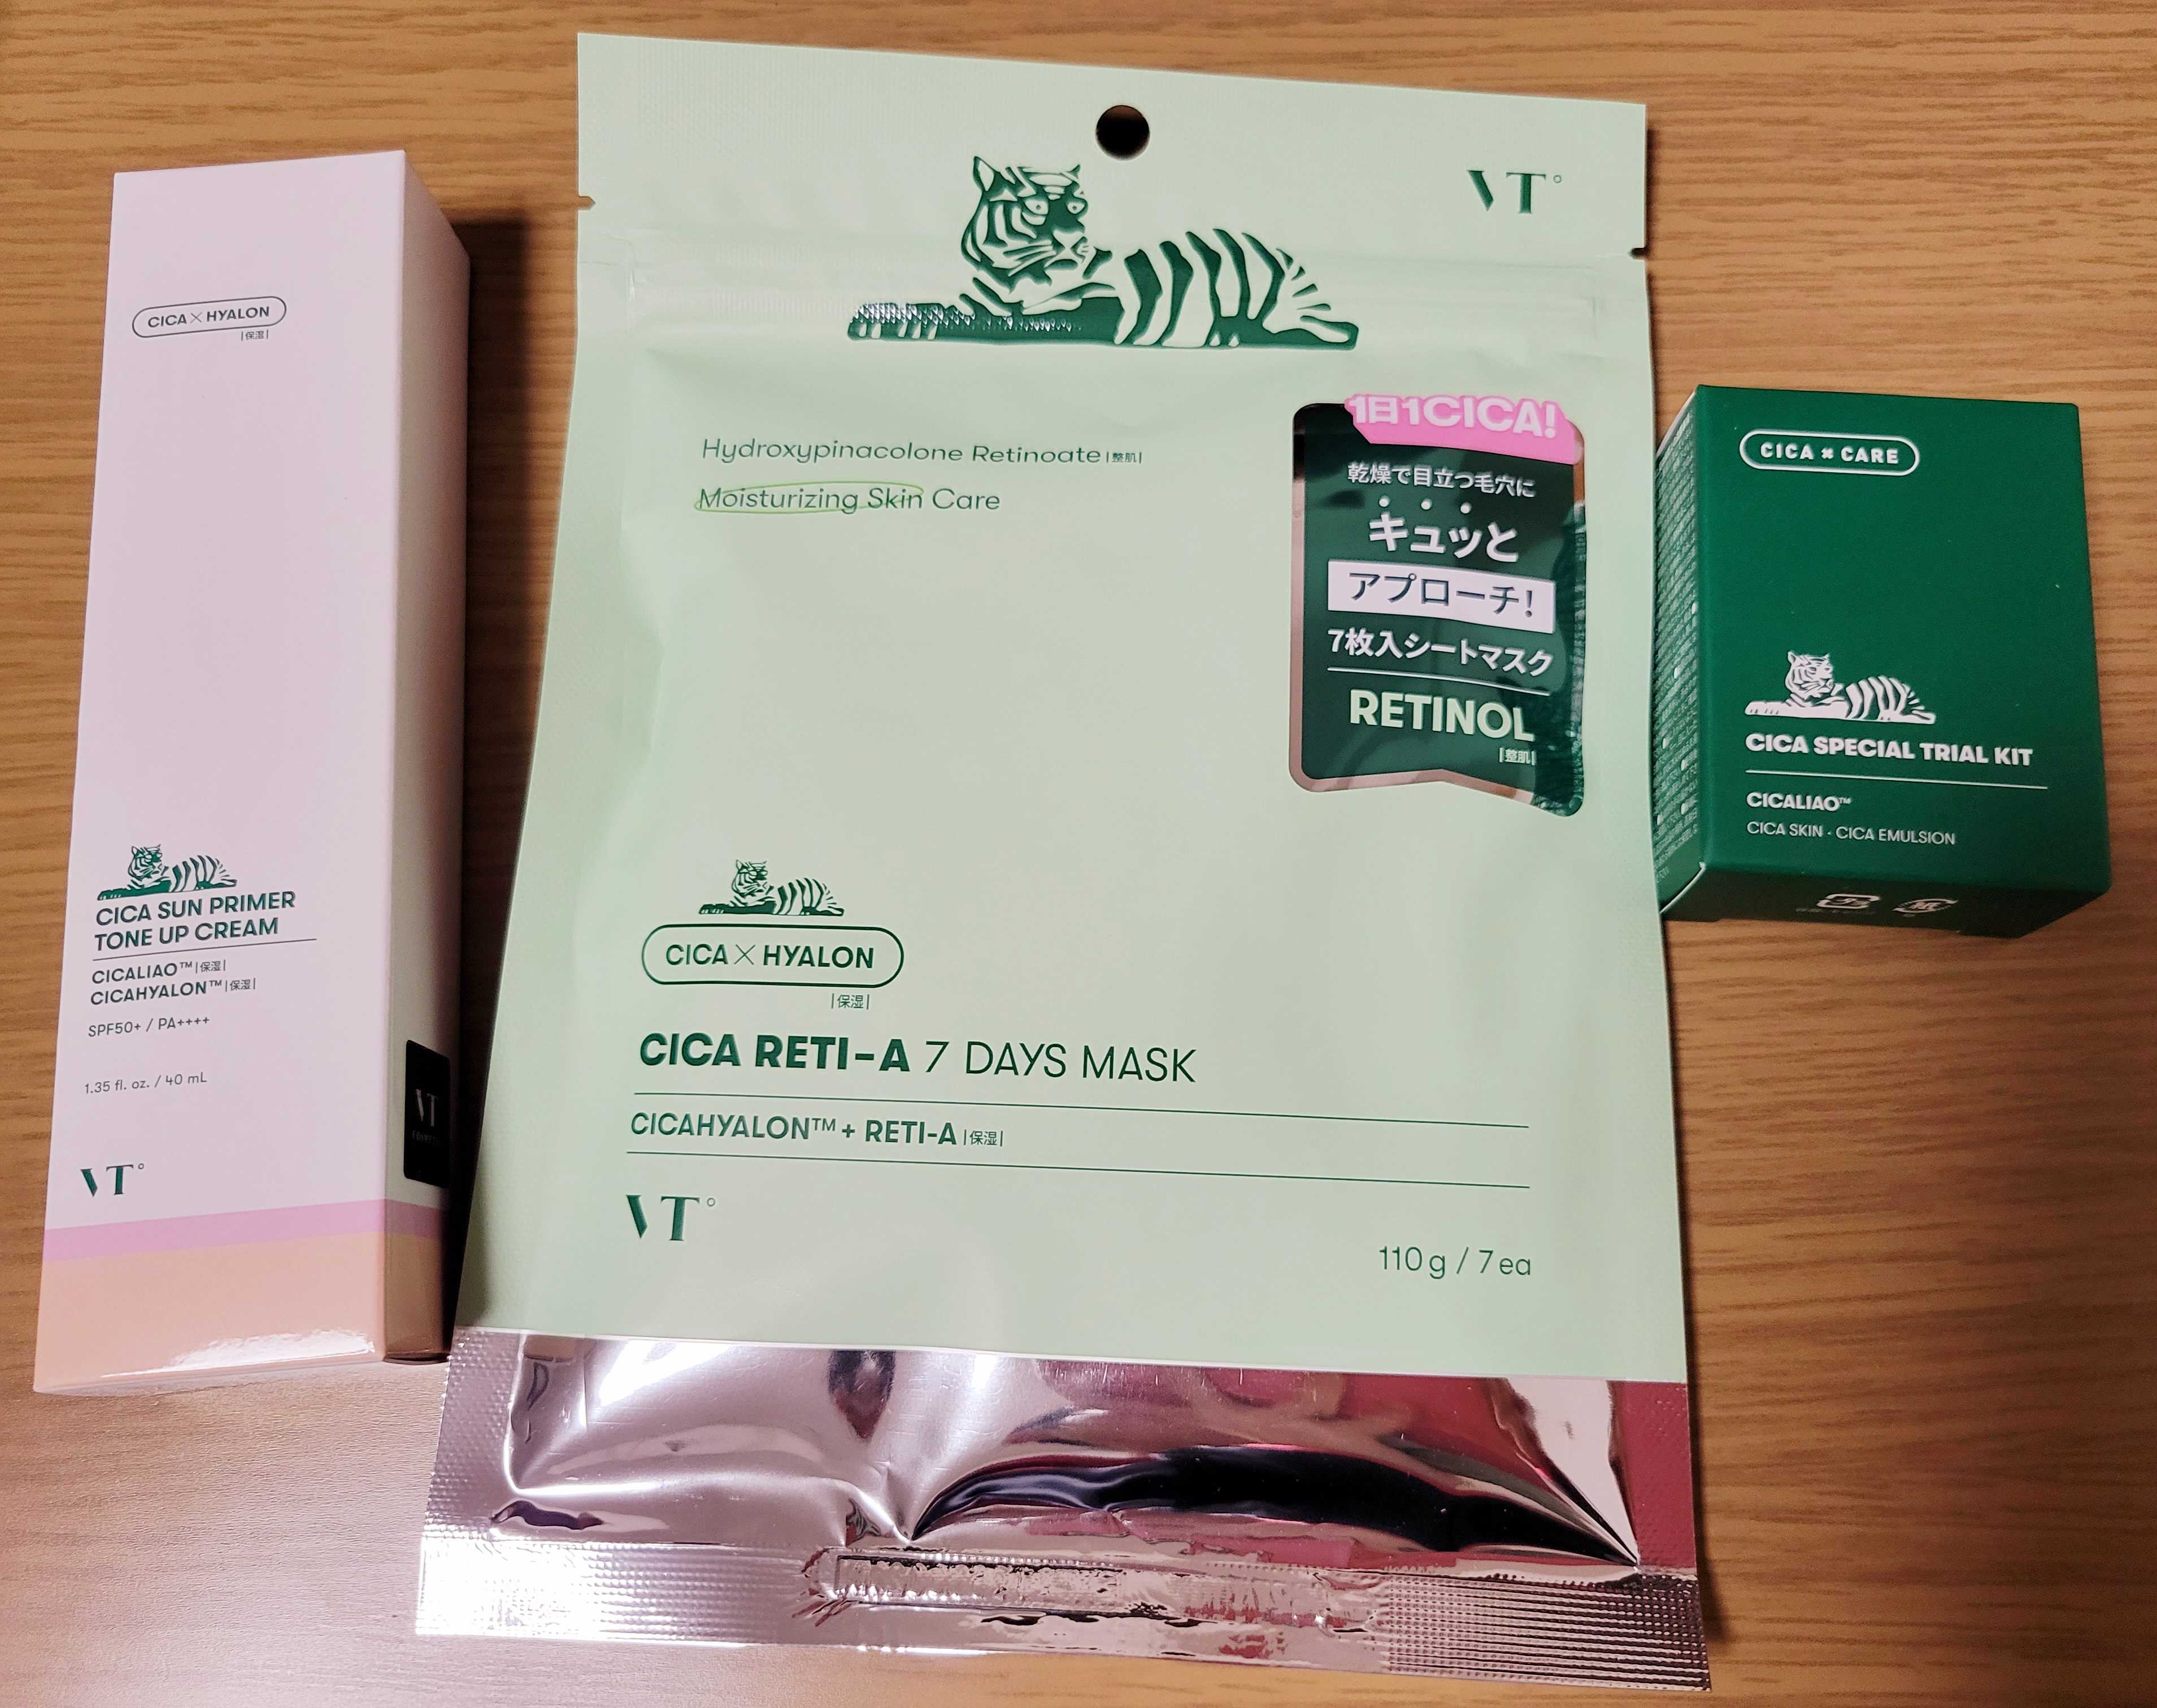 CICA×HYALON
|保湿|
CICA SUN PRIMER
TONE UP CREAM
CICALIAO™|保湿|
CICAHYALON™|保湿|
SPF50+ / PA++++
1.35 fl. oz. / 40 mL
VT
VT
VT
Hydroxypinacolone Retinoate|整肌|
Moisturizing Skin Care
1日1CICA!
乾燥で目立つ毛穴に
キュッと
アプローチ!
7枚入シートマスク
RETINOL
|整肌|
CICA×HYALON
|保湿|
CICA RETI-A 7 DAYS MASK
CICAHYALON™+ RETI-A |保湿|
VT
110g / 7ea
CICA × CARE
CICA SPECIAL TRIAL KIT
CICALIAO™
CICA SKIN · CICA EMULSION